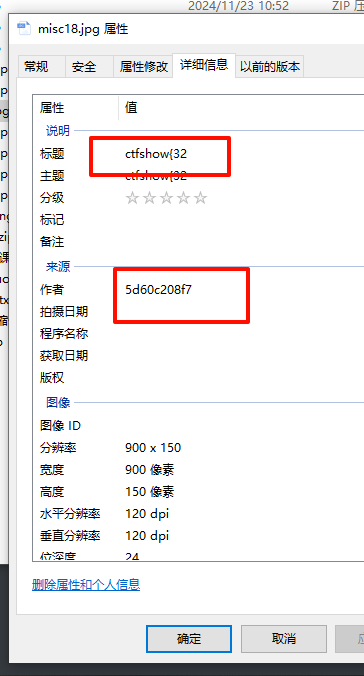 2024/11/23 10:52 ZIP 压
misc18.jpg 属性
常规 安全 属性修改 详细信息 以前的版本
属性 值
说明
标题 ctfshow{32
主题 ctfshow{32
分级 ☆☆☆☆☆
标记
备注
来源
作者 5d60c208f7
拍摄日期
程序名称
获取日期
版权
图像
图像 ID
分辨率 900 x 150
宽度 900 像素
高度 150 像素
水平分辨率 120 dpi
垂直分辨率 120 dpi
位深度 24
删除属性和个人信息
确定 取消